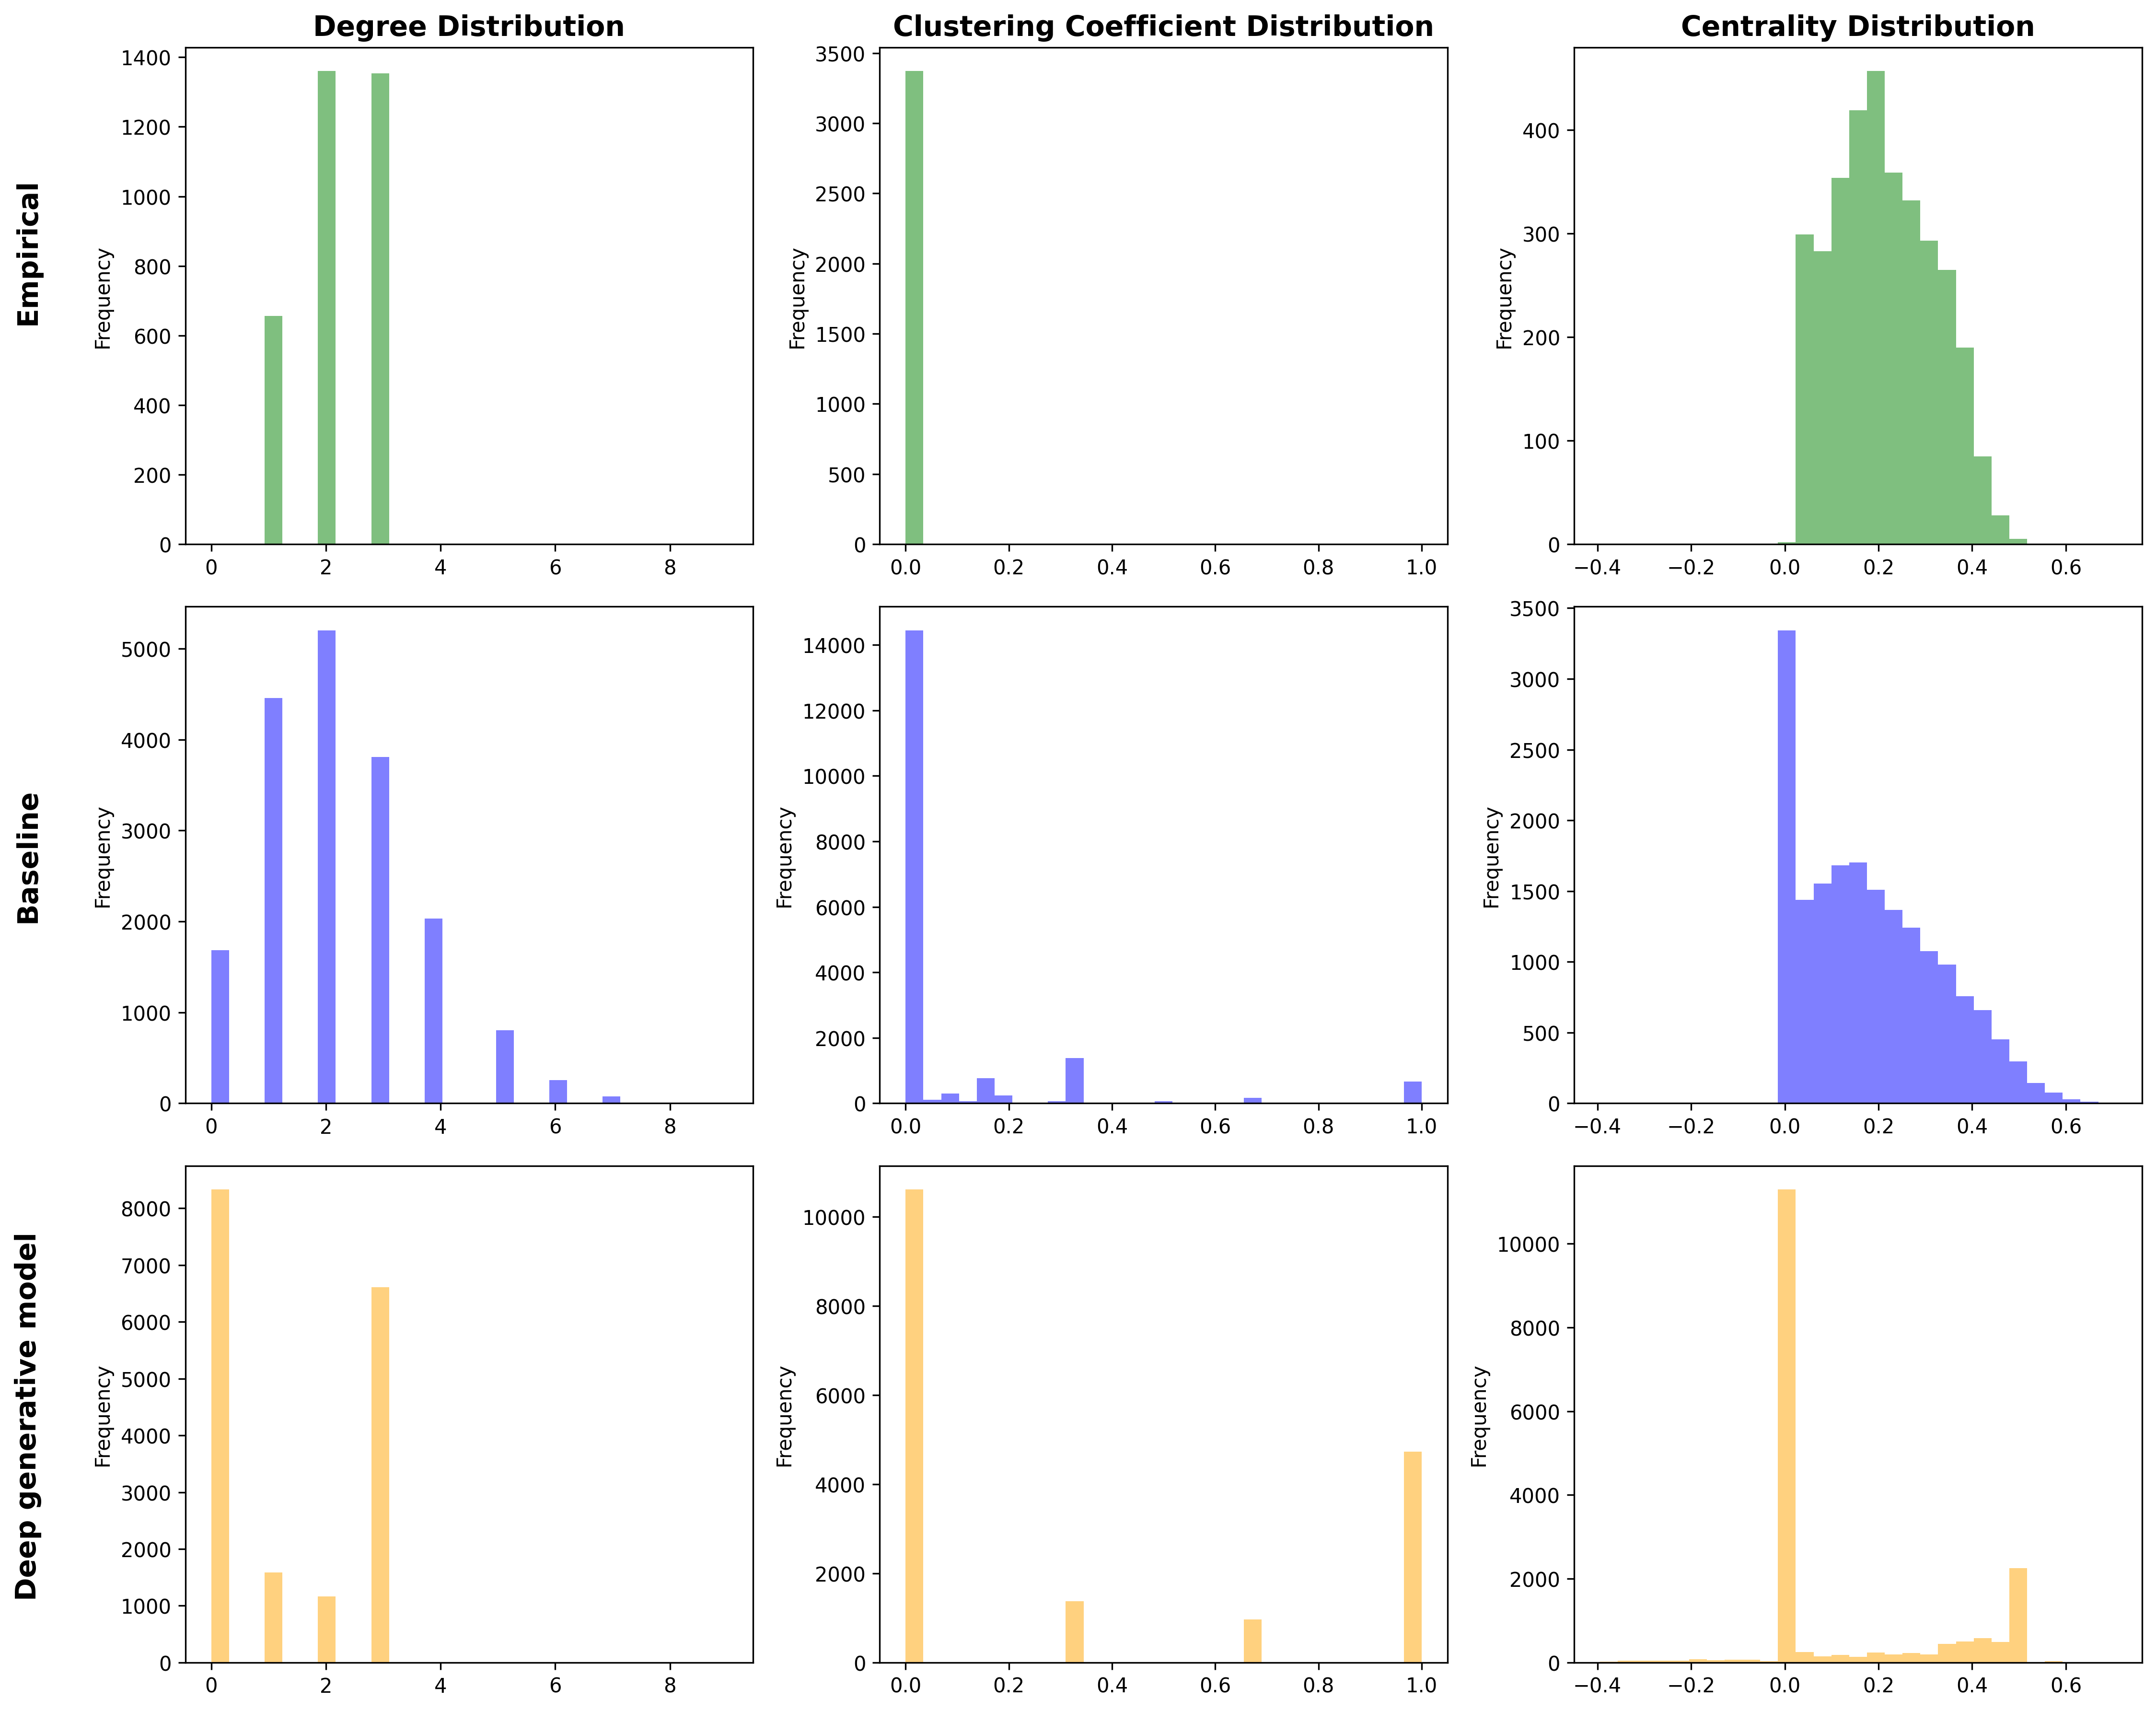 Degree Distribution
Clustering Coefficient Distribution
Centrality Distribution
Empirical
Frequency
1400
1200
1000
800
600
400
200
0
0 2 4 6 8
Frequency
3500
3000
2500
2000
1500
1000
500
0
0.0 0.2 0.4 0.6 0.8 1.0
Frequency
400
300
200
100
0
−0.4 −0.2 0.0 0.2 0.4 0.6
Baseline
Frequency
5000
4000
3000
2000
1000
0
0 2 4 6 8
Frequency
14000
12000
10000
8000
6000
4000
2000
0
0.0 0.2 0.4 0.6 0.8 1.0
Frequency
3500
3000
2500
2000
1500
1000
500
0
−0.4 −0.2 0.0 0.2 0.4 0.6
Deep generative model
Frequency
8000
7000
6000
5000
4000
3000
2000
1000
0
0 2 4 6 8
Frequency
10000
8000
6000
4000
2000
0
0.0 0.2 0.4 0.6 0.8 1.0
Frequency
10000
8000
6000
4000
2000
0
−0.4 −0.2 0.0 0.2 0.4 0.6